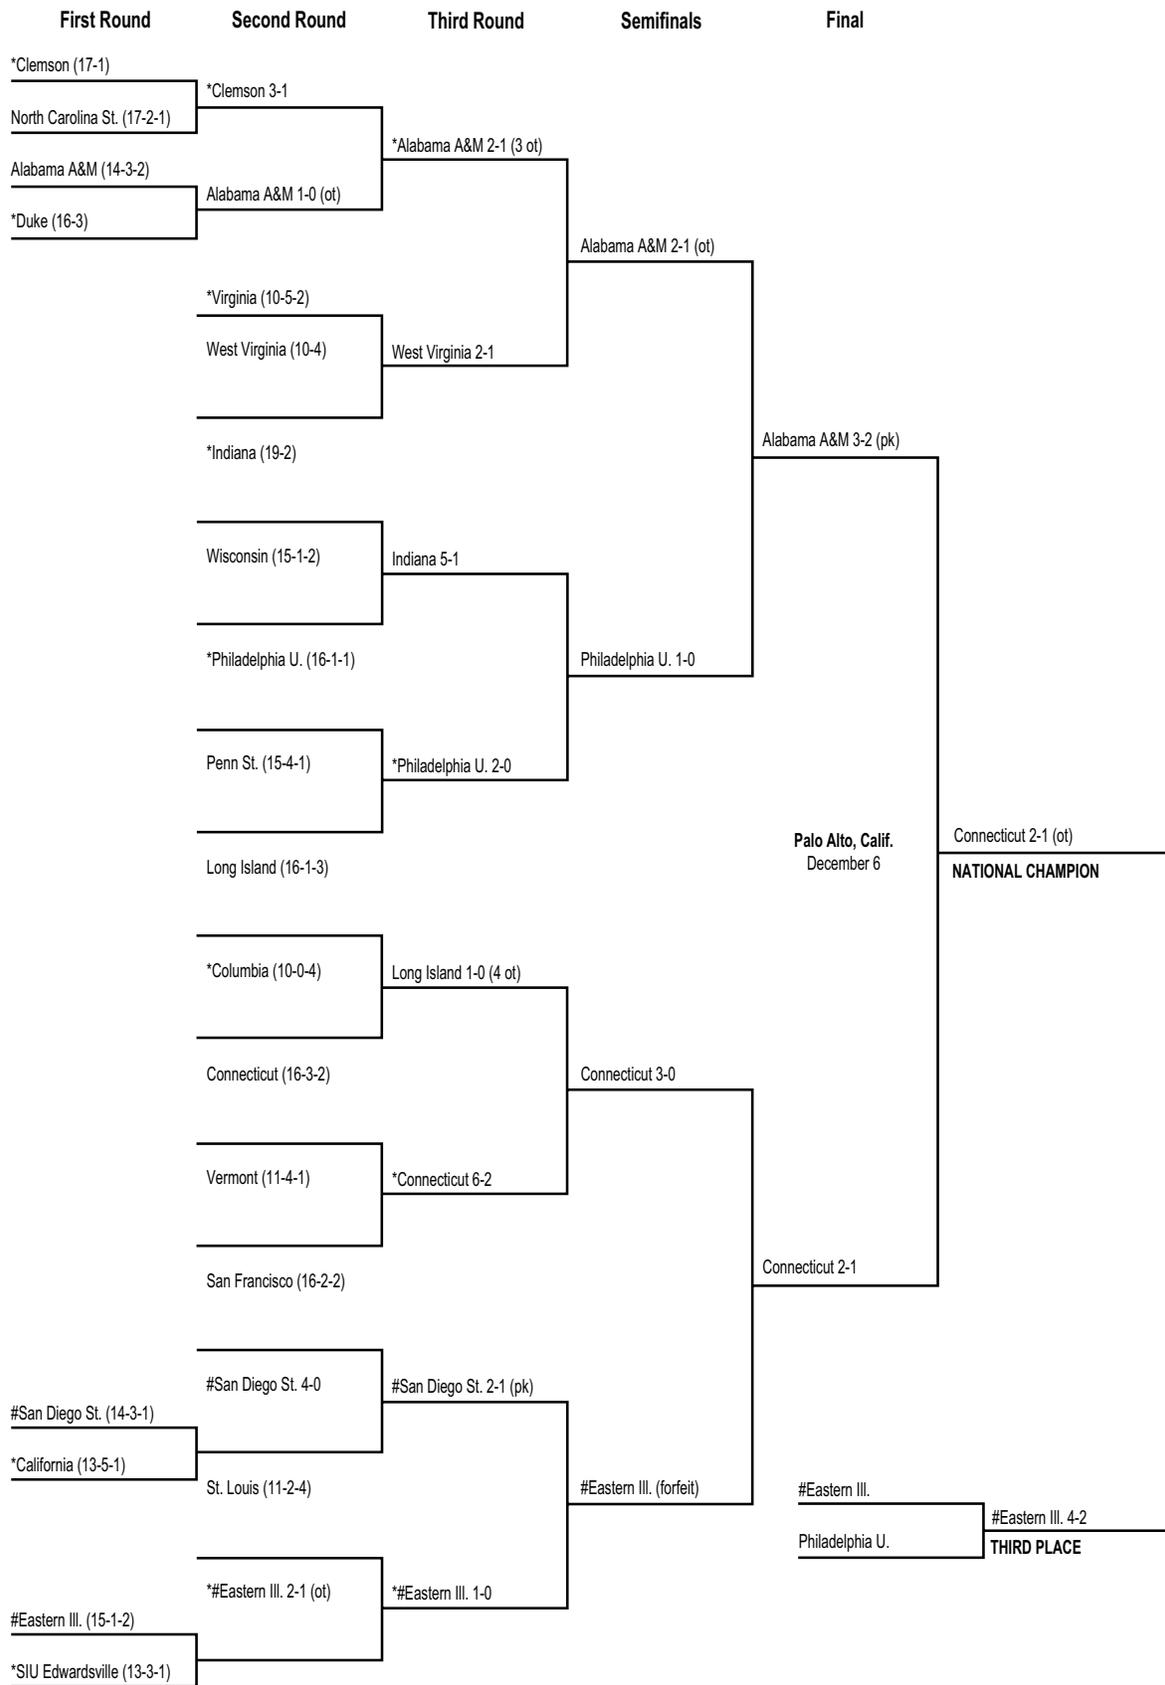 First Round
Second Round
Third Round
Semifinals
Final
*Clemson (17-1)
*Clemson 3-1
North Carolina St. (17-2-1)
*Alabama A&M 2-1 (3 ot)
Alabama A&M (14-3-2)
Alabama A&M 1-0 (ot)
*Duke (16-3)
Alabama A&M 2-1 (ot)
*Virginia (10-5-2)
West Virginia (10-4)
West Virginia 2-1
Alabama A&M 3-2 (pk)
*Indiana (19-2)
Wisconsin (15-1-2)
Indiana 5-1
*Philadelphia U. (16-1-1)
Philadelphia U. 1-0
Penn St. (15-4-1)
*Philadelphia U. 2-0
Palo Alto, Calif.
December 6
Connecticut 2-1 (ot)
NATIONAL CHAMPION
Long Island (16-1-3)
*Columbia (10-0-4)
Long Island 1-0 (4 ot)
Connecticut (16-3-2)
Connecticut 3-0
Vermont (11-4-1)
*Connecticut 6-2
Connecticut 2-1
San Francisco (16-2-2)
#San Diego St. 4-0
#San Diego St. 2-1 (pk)
#San Diego St. (14-3-1)
*California (13-5-1)
St. Louis (11-2-4)
#Eastern Ill. (forfeit)
#Eastern Ill.
#Eastern Ill. 4-2
Philadelphia U.
THIRD PLACE
*#Eastern Ill. 2-1 (ot)
*#Eastern Ill. 1-0
#Eastern Ill. (15-1-2)
*SIU Edwardsville (13-3-1)